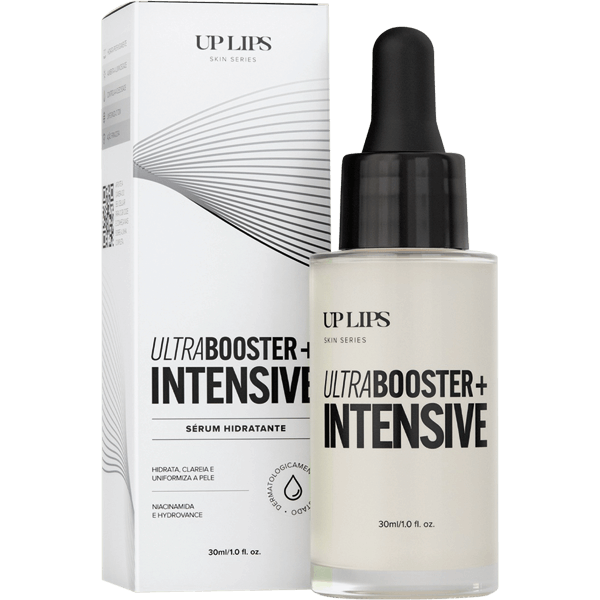 UP LIPS
SKIN SERIES
ULTRABOOSTER+
INTENSIVE
SÉRUM HIDRATANTE
HIDRATA, CLAREIA E
UNIFORMIZA A PELE
NIACINAMIDA
E HYDROVANCE
30ml/1.0 fl. oz.
UP LIPS
SKIN SERIES
ULTRABOOSTER+
INTENSIVE
30ml/1.0 fl. oz.